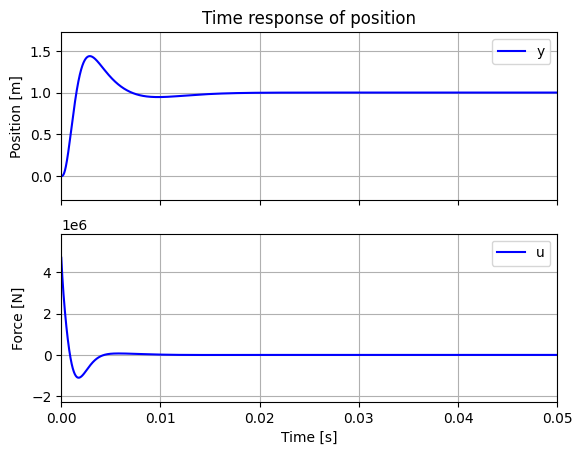 Time response of position
Position [m]
1.5
1.0
0.5
0.0
y
1e6
Force [N]
4
2
0
−2
u
0.00 0.01 0.02 0.03 0.04 0.05
Time [s]